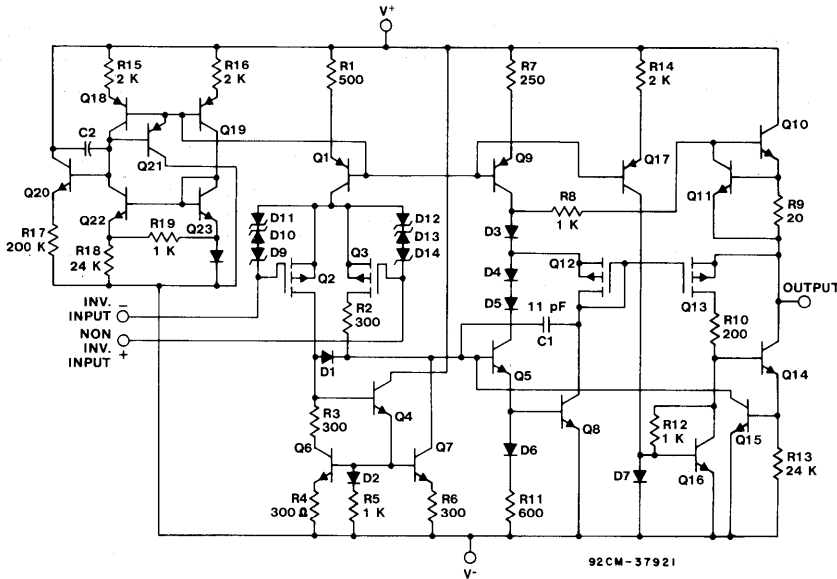 V+
R15
2 K
R16
2 K
R1
500
R7
250
R14
2 K
Q18
Q19
Q10
C2
Q21
Q1
Q9
Q17
Q11
Q20
Q22
R19
1 K
Q23
R8
1 K
R9
20
R17
200 K
R18
24 K
D11
D10
D9
D12
D13
D14
D3
D4
D5
Q3
Q2
Q12
Q13
OUTPUT
INV.
INPUT
−
NON
INV.
INPUT
+
R2
300
11 pF
C1
R10
200
D1
Q5
Q14
R3
300
Q4
Q7
Q8
Q15
Q6
D2
D6
R12
1 K
D7
Q16
R13
24 K
R4
300 Ω
R5
1 K
R6
300
R11
600
V-
92CM-37921